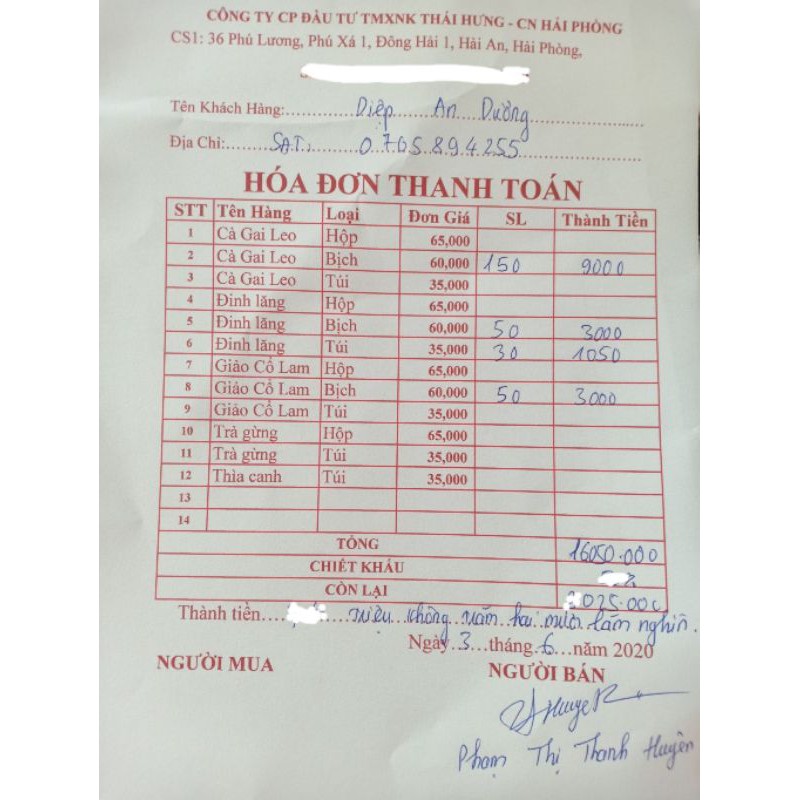 CÔNG TY CP ĐẦU TƯ TMXNK THÁI HƯNG - CN HẢI PHÒNG
CS1: 36 Phú Lương, Phú Xá 1, Đông Hải 1, Hải An, Hải Phòng,
Tên Khách Hàng: Diệp An Dường
Địa Chỉ: SĐT: 0765.894.255
HÓA ĐƠN THANH TOÁN
STT Tên Hàng Loại Đơn Giá SL Thành Tiền
1 Cà Gai Leo Hộp 65,000
2 Cà Gai Leo Bịch 60,000 150 9000
3 Cà Gai Leo Túi 35,000
4 Đinh lăng Hộp 65,000
5 Đinh lăng Bịch 60,000 50 3000
6 Đinh lăng Túi 35,000 30 1050
7 Giảo Cổ Lam Hộp 65,000
8 Giảo Cổ Lam Bịch 60,000 50 3000
9 Giảo Cổ Lam Túi 35,000
10 Trà gừng Hộp 65,000
11 Trà gừng Túi 35,000
12 Thìa canh Túi 35,000
13
14
TỔNG 16050.000
CHIẾT KHẤU
CÒN LẠI 025.000
Thành tiền triệu không trăm hai mươi lăm nghìn.
Ngày 3 tháng 6 năm 2020
NGƯỜI MUA NGƯỜI BÁN
Phạm Thị Thanh Huyền